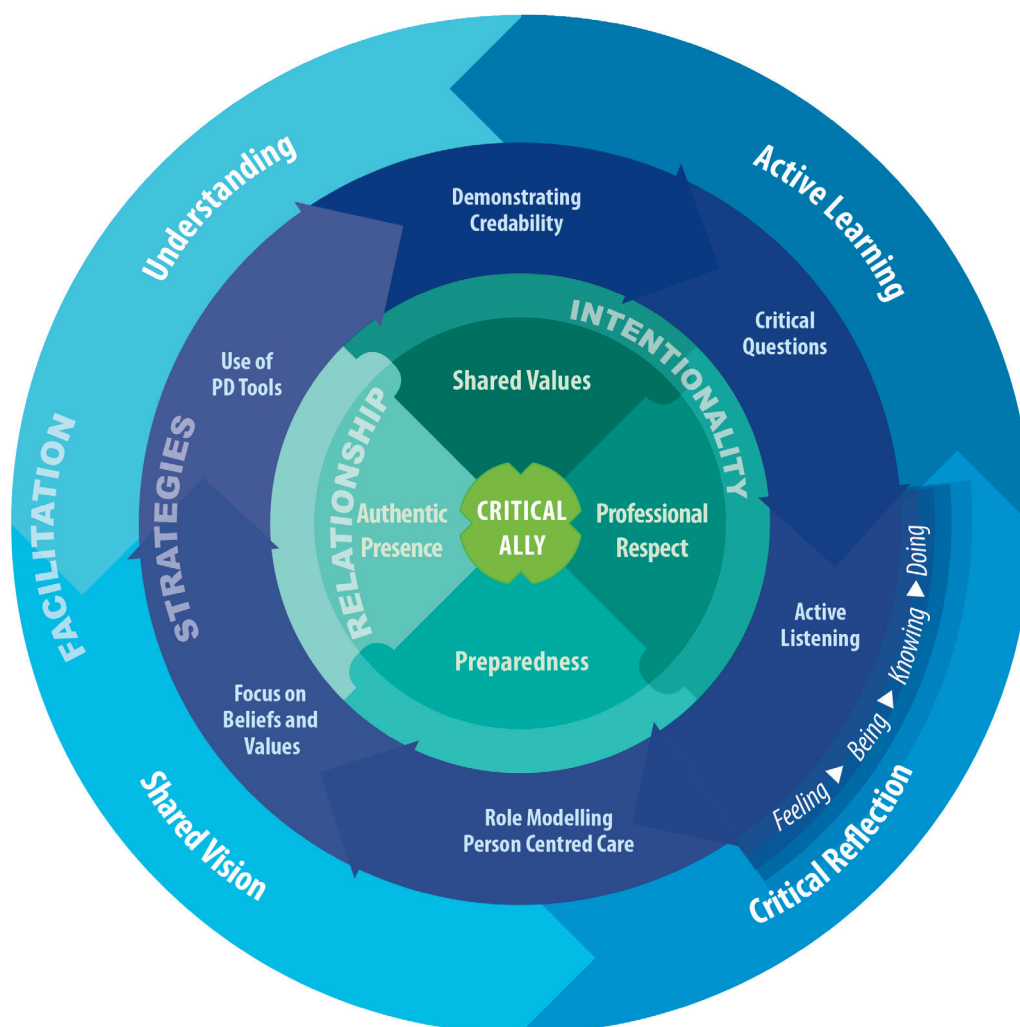 Understanding
Active Learning
Demonstrating
Credability
INTENTIONALITY
Critical
Questions
Use of
PD Tools
Shared Values
FACILITATION
STRATEGIES
RELATIONSHIP
Authentic
Presence
CRITICAL
ALLY
Professional
Respect
Active
Listening
Feeling ▶ Being ▶ Knowing ▶ Doing
Preparedness
Focus on
Beliefs and
Values
Role Modelling
Person Centred Care
Shared Vision
Critical Reflection